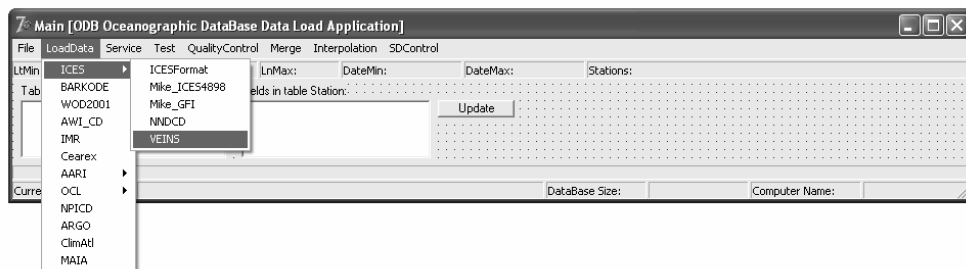 Main [ODB Oceanographic DataBase Data Load Application]
File LoadData Service Test QualityControl Merge Interpolation SDControl
LtMin LnMax: DateMin: DateMax: Stations:
ICES ICESFormat
Tab elds in table Station:
BARKODE Mike_ICES4898
WOD2001 Mike_GFI Update
AWI_CD NNDCD
IMR VEINS
Cearex
AARI
Curre OCL DataBase Size: Computer Name:
NPICD
ARGO
ClimAtl
MAIA